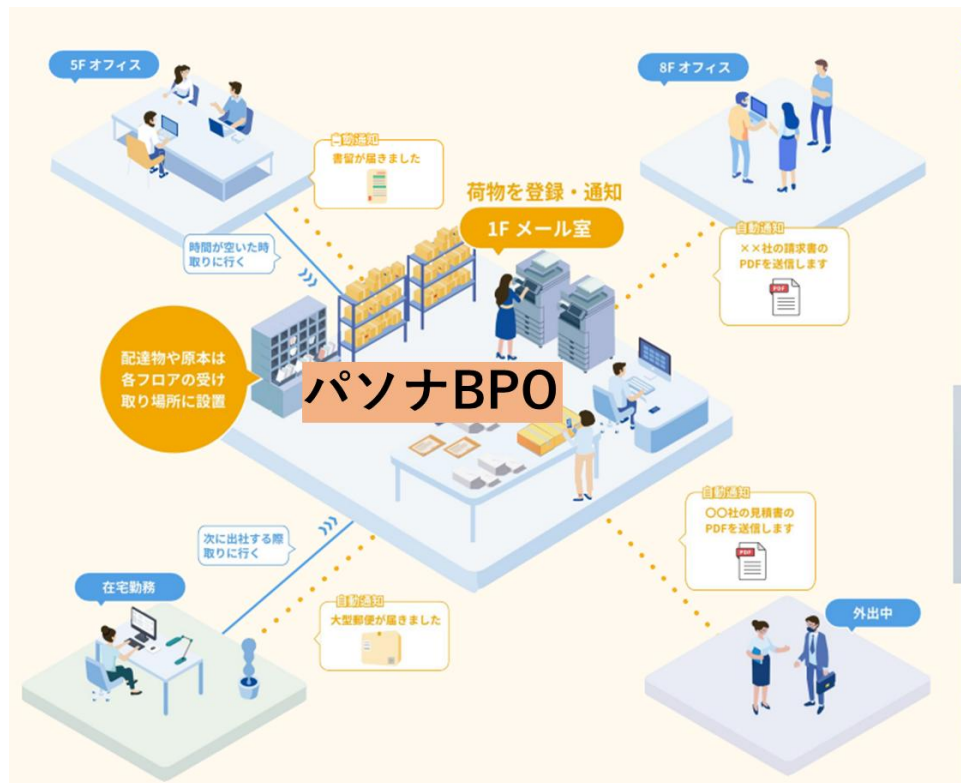 5F オフィス
8F オフィス
自動通知
書留が届きました
荷物を登録・通知
1F メール室
自動通知
××社の請求書の
PDFを送信します
PDF
時間が空いた時
取りに行く
配達物や原本は
各フロアの受け
取り場所に設置
パソナBPO
自動通知
〇〇社の見積書の
PDFを送信します
PDF
次に出社する際
取りに行く
在宅勤務
自動通知
大型郵便が届きました
外出中